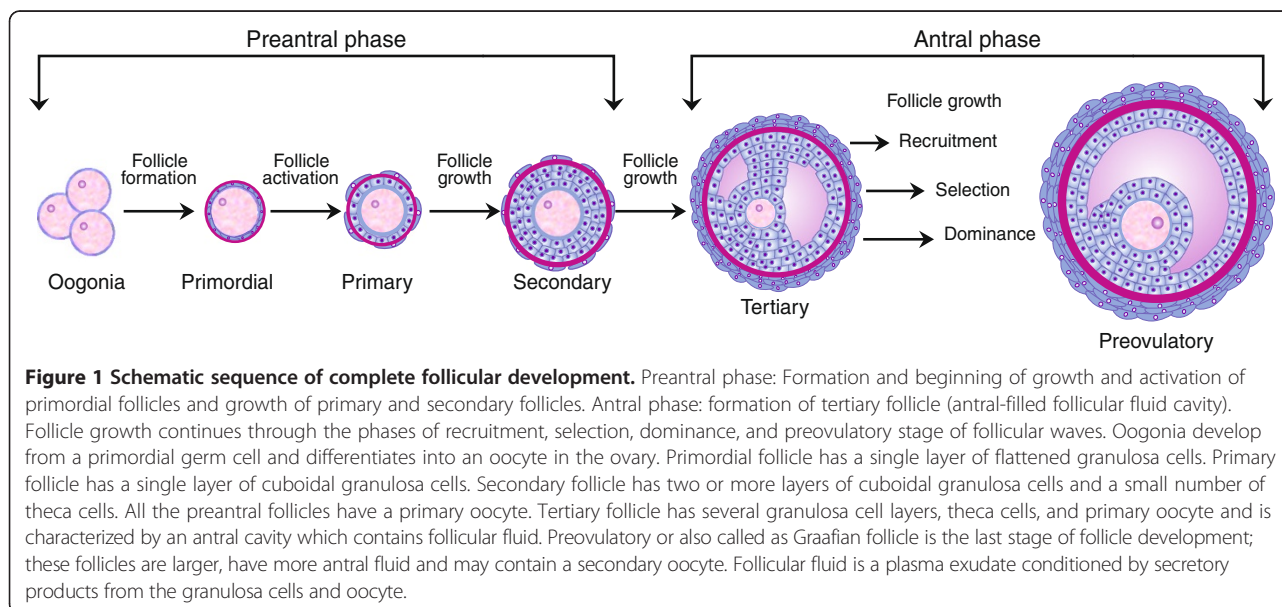 Preantral phase
Antral phase
Follicle
formation
Follicle
activation
Follicle
growth
Follicle
growth
Follicle growth
Recruitment
Selection
Dominance
Oogonia
Primordial
Primary
Secondary
Tertiary
Preovulatory
Figure 1 Schematic sequence of complete follicular development. Preantral phase: Formation and beginning of growth and activation of
primordial follicles and growth of primary and secondary follicles. Antral phase: formation of tertiary follicle (antral-filled follicular fluid cavity).
Follicle growth continues through the phases of recruitment, selection, dominance, and preovulatory stage of follicular waves. Oogonia develop
from a primordial germ cell and differentiates into an oocyte in the ovary. Primordial follicle has a single layer of flattened granulosa cells. Primary
follicle has a single layer of cuboidal granulosa cells. Secondary follicle has two or more layers of cuboidal granulosa cells and a small number of
theca cells. All the preantral follicles have a primary oocyte. Tertiary follicle has several granulosa cell layers, theca cells, and primary oocyte and is
characterized by an antral cavity which contains follicular fluid. Preovulatory or also called as Graafian follicle is the last stage of follicle development;
these follicles are larger, have more antral fluid and may contain a secondary oocyte. Follicular fluid is a plasma exudate conditioned by secretory
products from the granulosa cells and oocyte.